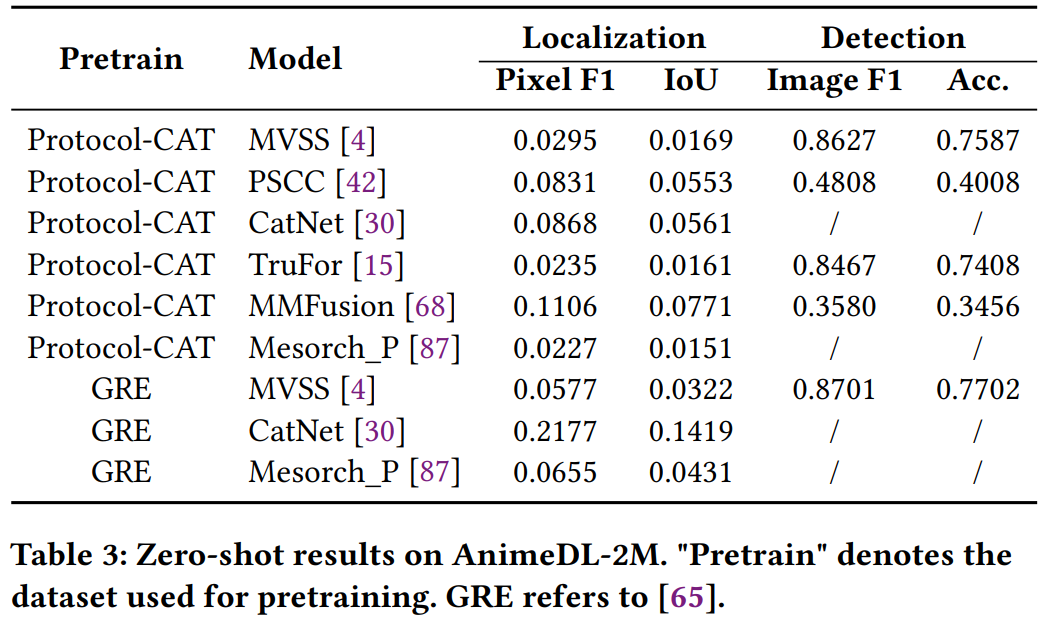 Pretrain Model Localization Detection
Pixel F1 IoU Image F1 Acc.
Protocol-CAT MVSS [4] 0.0295 0.0169 0.8627 0.7587
Protocol-CAT PSCC [42] 0.0831 0.0553 0.4808 0.4008
Protocol-CAT CatNet [30] 0.0868 0.0561 / /
Protocol-CAT TruFor [15] 0.0235 0.0161 0.8467 0.7408
Protocol-CAT MMFusion [68] 0.1106 0.0771 0.3580 0.3456
Protocol-CAT Mesorch_P [87] 0.0227 0.0151 / /
GRE MVSS [4] 0.0577 0.0322 0.8701 0.7702
GRE CatNet [30] 0.2177 0.1419 / /
GRE Mesorch_P [87] 0.0655 0.0431 / /
Table 3: Zero-shot results on AnimeDL-2M. "Pretrain" denotes the
dataset used for pretraining. GRE refers to [65].